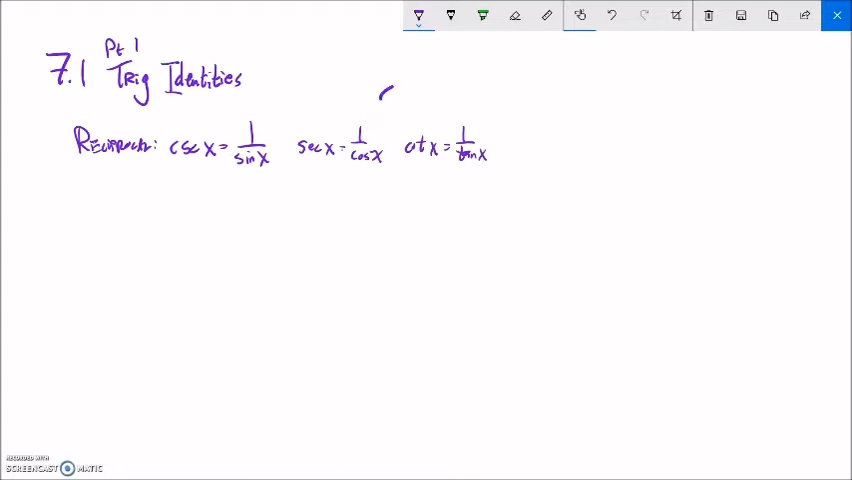 Pt 1
7.1 Trig Identities
Reciprocal: csc x = 1/sin x sec x = 1/cos x cot x = 1/tan x
RECORDED WITH
SCREENCAST MATIC